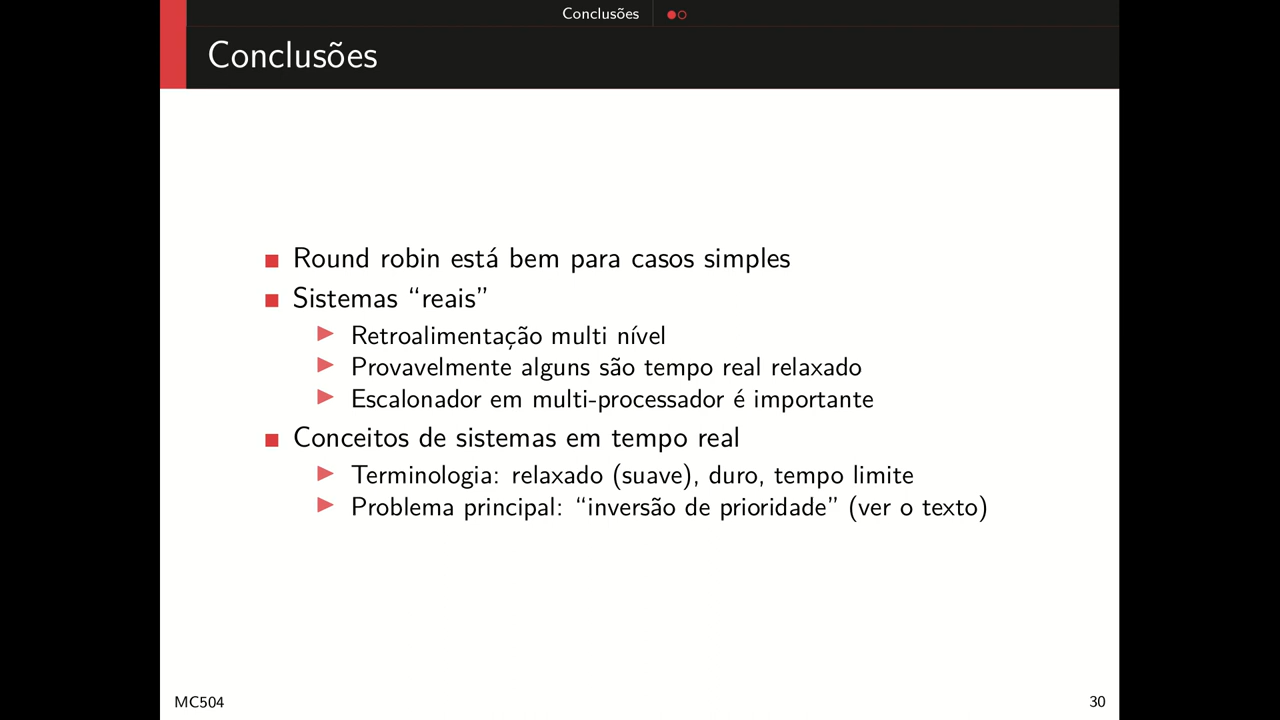 Conclusões
Conclusões
Round robin está bem para casos simples
Sistemas “reais”
Retroalimentação multi nível
Provavelmente alguns são tempo real relaxado
Escalonador em multi-processador é importante
Conceitos de sistemas em tempo real
Terminologia: relaxado (suave), duro, tempo limite
Problema principal: “inversão de prioridade” (ver o texto)
MC504
30